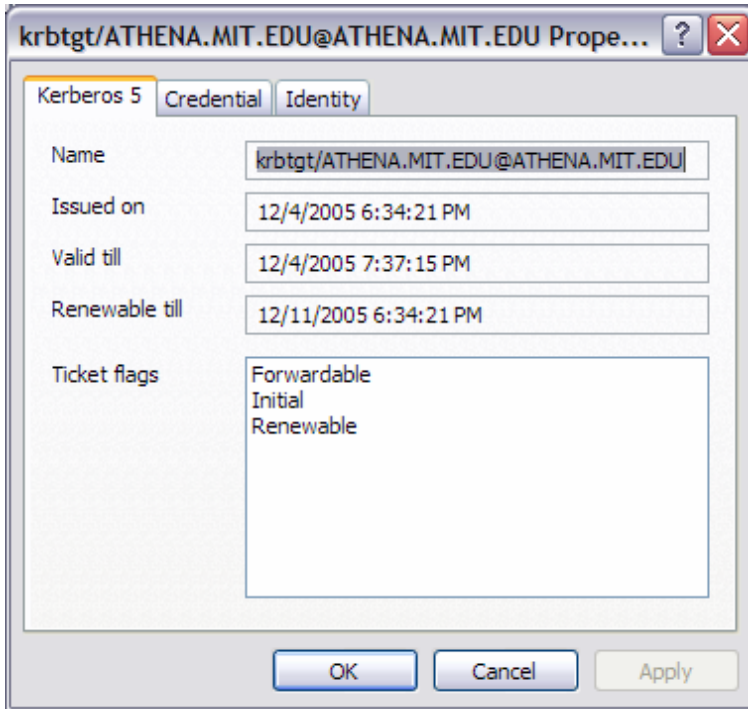 krbtgt/ATHENA.MIT.EDU@ATHENA.MIT.EDU Prope... ?
Kerberos 5 Credential Identity
Name krbtgt/ATHENA.MIT.EDU@ATHENA.MIT.EDU
Issued on 12/4/2005 6:34:21 PM
Valid till 12/4/2005 7:37:15 PM
Renewable till 12/11/2005 6:34:21 PM
Ticket flags Forwardable
Initial
Renewable
OK Cancel Apply